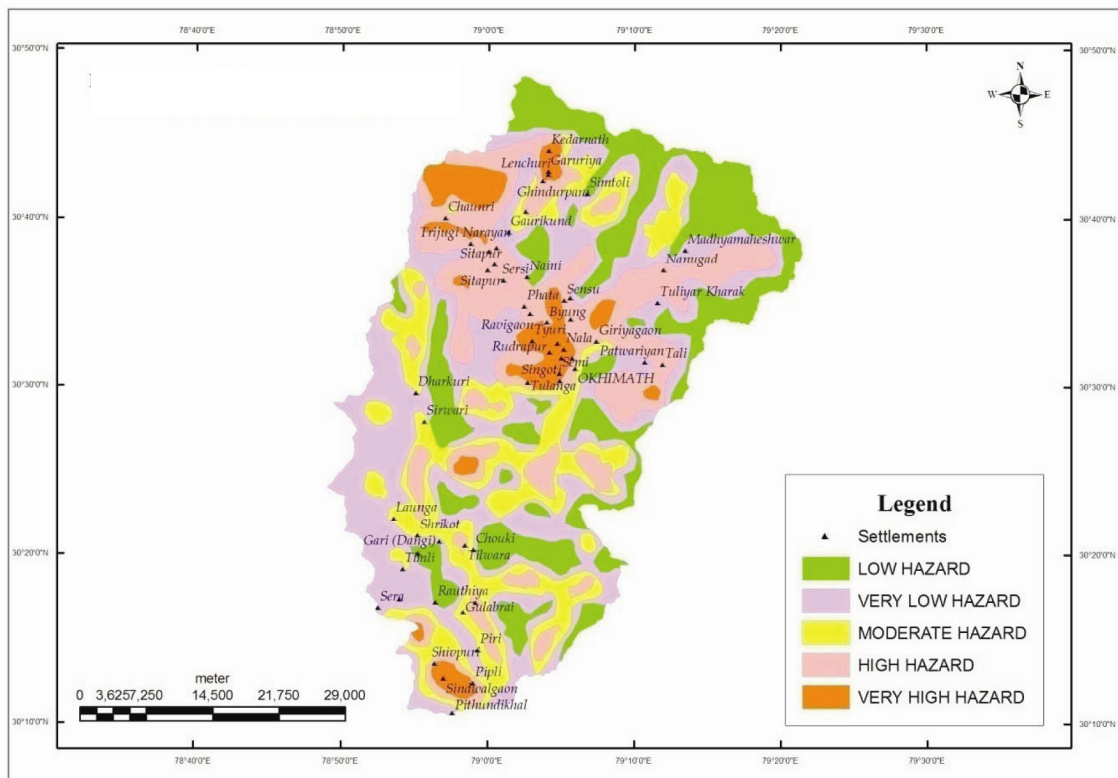 78°40'0"E 78°50'0"E 79°0'0"E 79°10'0"E 79°20'0"E 79°30'0"E
30°50'0"N 30°50'0"N
N
W E
S
Kedarnath
Lenchuri Garuriya
Simtoli
Ghindurpani
30°40'0"N 30°40'0"N
Chaunri
Gaurikund
Trijugi Narayan
Madhyamaheshwar
Sitapur
Nanugad
Sersi Naini
Sitapur
Sensu
Tuliyar Kharak
Phata
Byung
Ravigaon
Tyuri
Giriyagaon
Nala
Rudrapur
Patwariyan
Tali
Semi
Singoti
OKHIMATH
Tulanga
30°30'0"N 30°30'0"N
Dharkuri
Sirwari
Launga
Shrikot
Gari (Dangi)
Chouki
30°20'0"N 30°20'0"N
Tilwara
Timli
Rauthiya
Sera
Gulabrai
Piri
Shivpuri
Pipli
Sindwalgaon
Pithundikhal
meter
0 3,6257,250 14,500 21,750 29,000
30°10'0"N 30°10'0"N
Legend
Settlements
LOW HAZARD
VERY LOW HAZARD
MODERATE HAZARD
HIGH HAZARD
VERY HIGH HAZARD
78°40'0"E 78°50'0"E 79°0'0"E 79°10'0"E 79°20'0"E 79°30'0"E